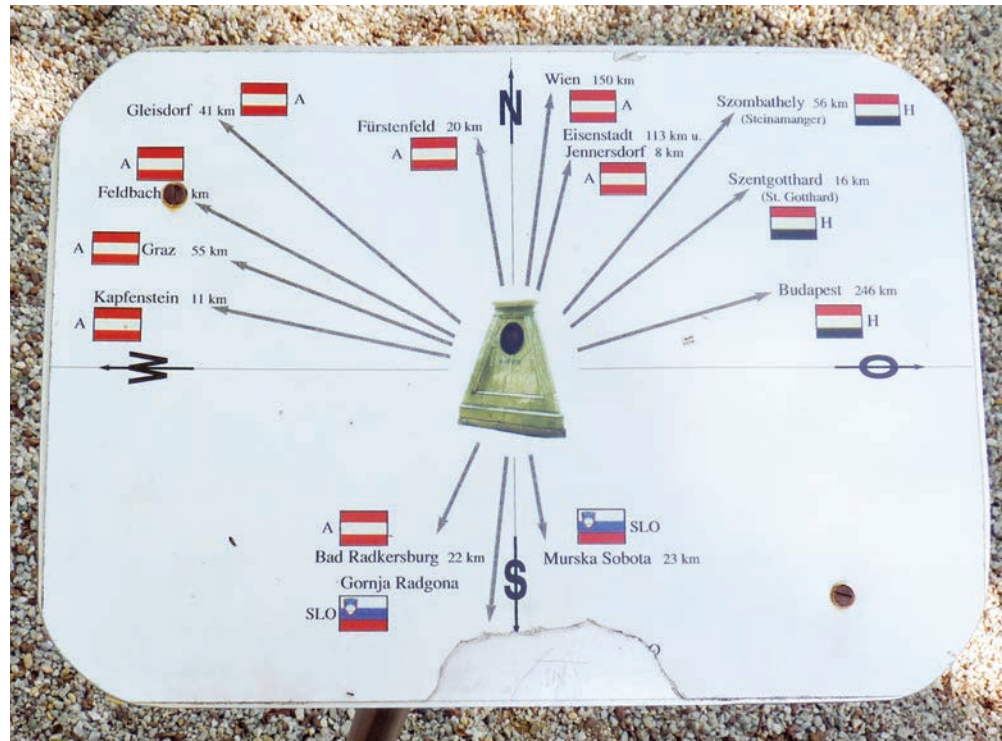 N
Wien 150 km
A
Gleisdorf 41 km
A
Fürstenfeld 20 km
A
Eisenstadt 113 km u.
Jennersdorf 8 km
A
Szombathely 56 km
(Steinamanger)
H
A
Feldbach km
Szentgotthard 16 km
(St. Gotthard)
H
A
Graz 55 km
Kapfenstein 11 km
A
Budapest 246 km
H
W
O
A
Bad Radkersburg 22 km
Gornja Radgona
SLO
SLO
Murska Sobota 23 km
S